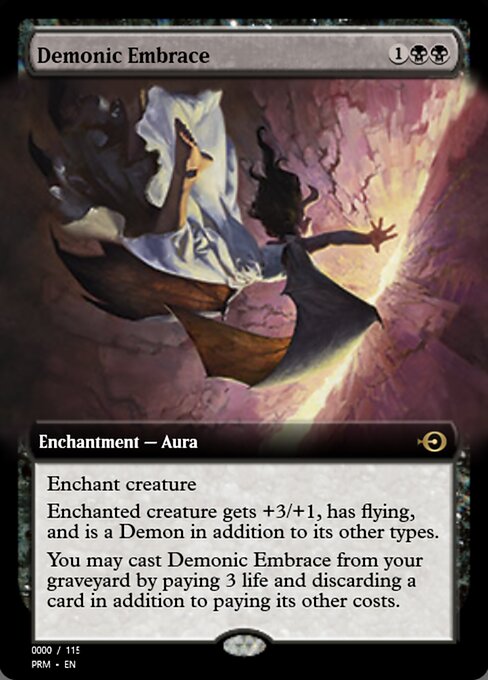 Demonic Embrace 1
Enchantment — Aura
Enchant creature
Enchanted creature gets +3/+1, has flying,
and is a Demon in addition to its other types.
You may cast Demonic Embrace from your
graveyard by paying 3 life and discarding a
card in addition to paying its other costs.
0000 / 115
PRM • EN